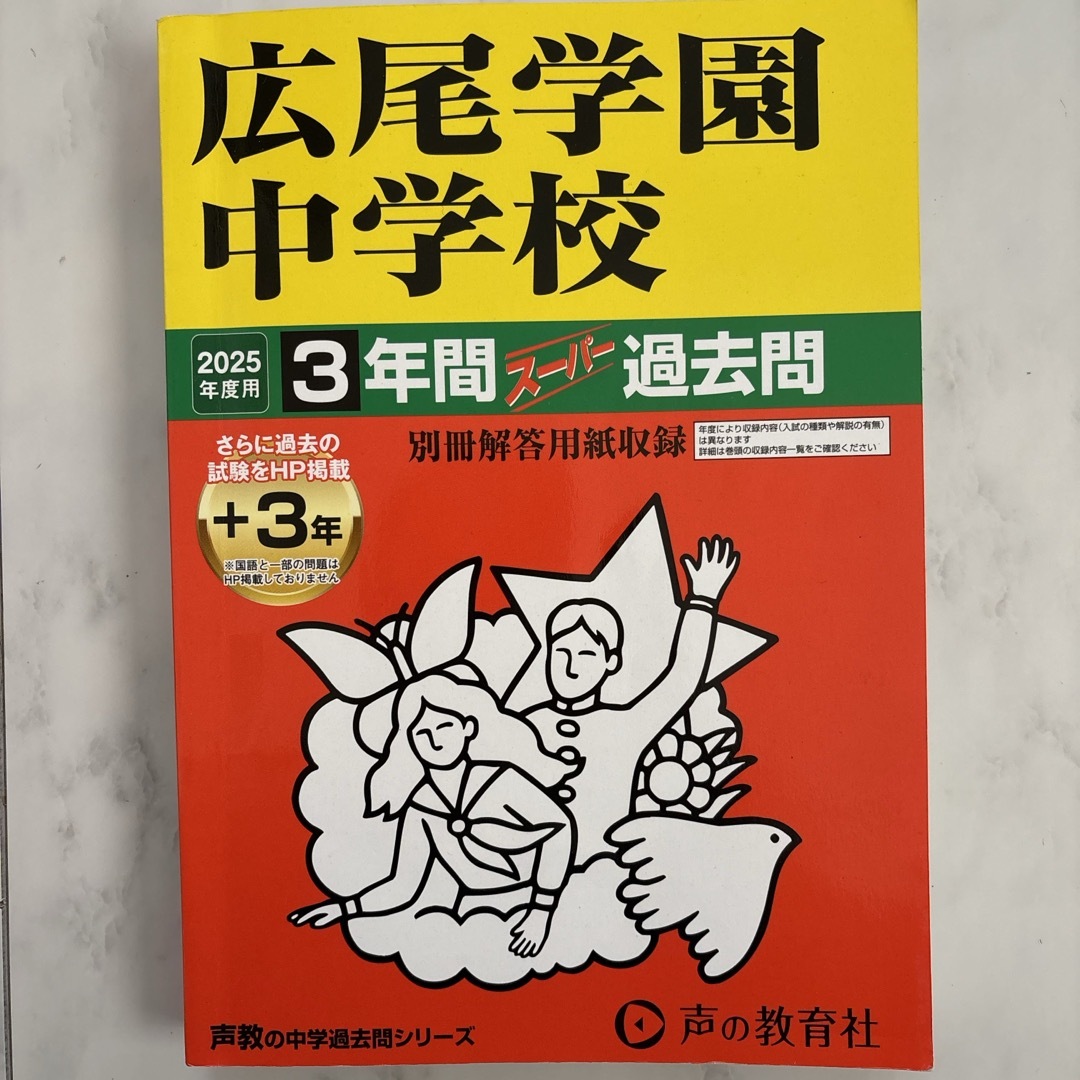 広尾学園
中学校
2025
年度用
3年間スーパー過去問
さらに過去の
試験をHP掲載
+3年
※国語と一部の問題は
HP掲載しておりません
別冊解答用紙収録
年度により収録内容(入試の種類や解説の有無)
は異なります
詳細は巻頭の収録内容一覧をご確認ください
声教の中学過去問シリーズ
声の教育社